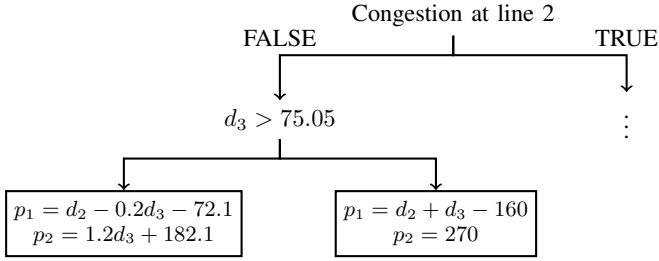 Congestion at line 2
FALSE
TRUE
d₃ > 75.05
⋮
p₁ = d₂ − 0.2d₃ − 72.1
p₂ = 1.2d₃ + 182.1
p₁ = d₂ + d₃ − 160
p₂ = 270